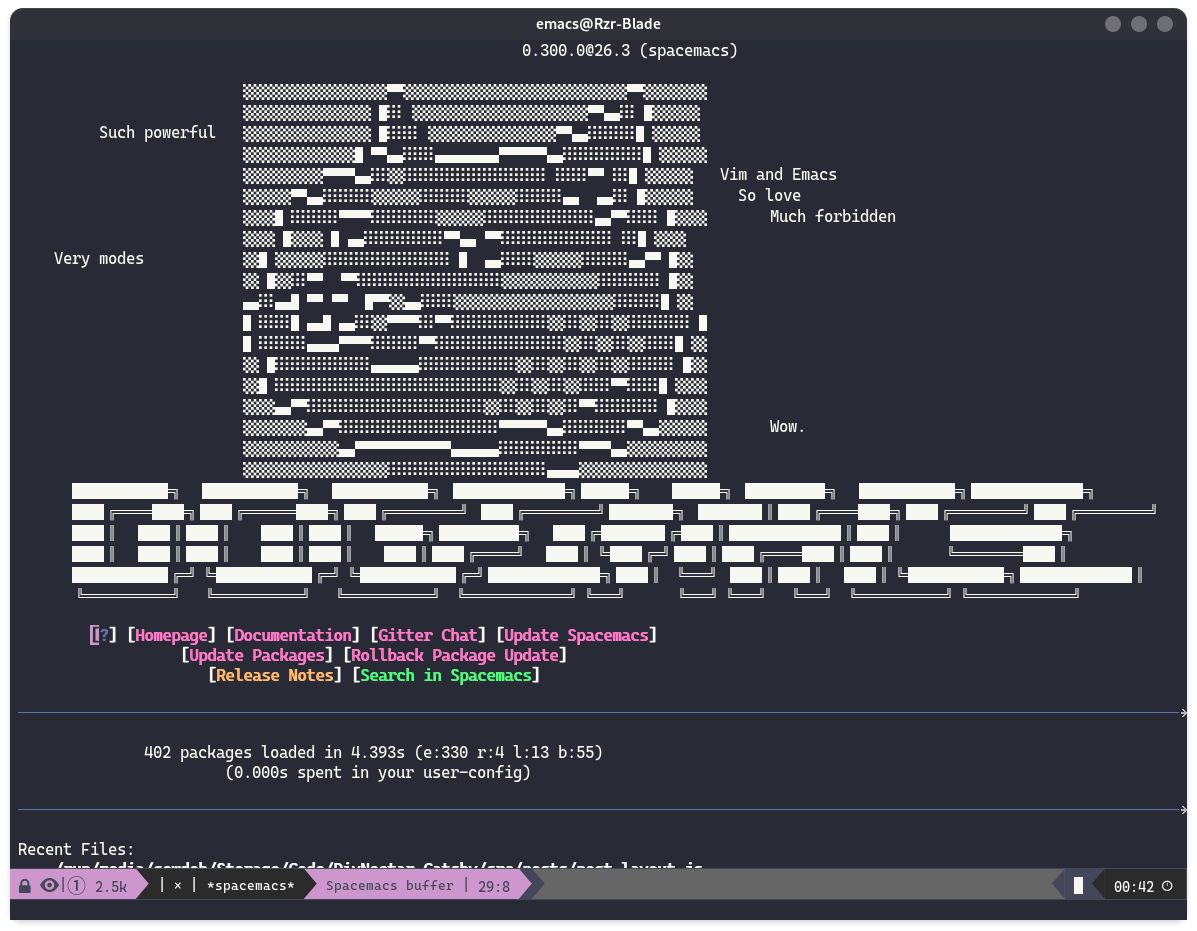 emacs@Rzr-Blade
0.300.0@26.3 (spacemacs)
Such powerful
Vim and Emacs
So love
Much forbidden
Very modes
Wow.
SPACEMACS
[?] [Homepage] [Documentation] [Gitter Chat] [Update Spacemacs]
[Update Packages] [Rollback Package Update]
[Release Notes] [Search in Spacemacs]
402 packages loaded in 4.393s (e:330 r:4 l:13 b:55)
(0.000s spent in your user-config)
Recent Files:
|① 2.5k | × | *spacemacs* Spacemacs buffer | 29:8 00:42